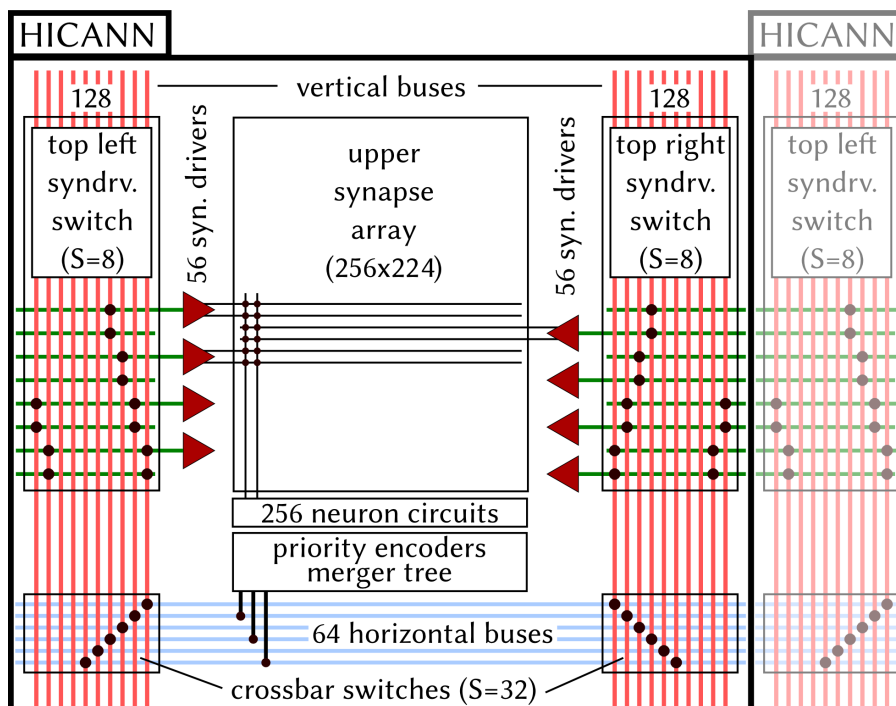 HICANN
HICANN
vertical buses
128
128
128
top left
syndrv.
switch
(S=8)
56 syn. drivers
upper
synapse
array
(256x224)
56 syn. drivers
top right
syndrv.
switch
(S=8)
top left
syndrv.
switch
(S=8)
256 neuron circuits
priority encoders
merger tree
64 horizontal buses
crossbar switches (S=32)